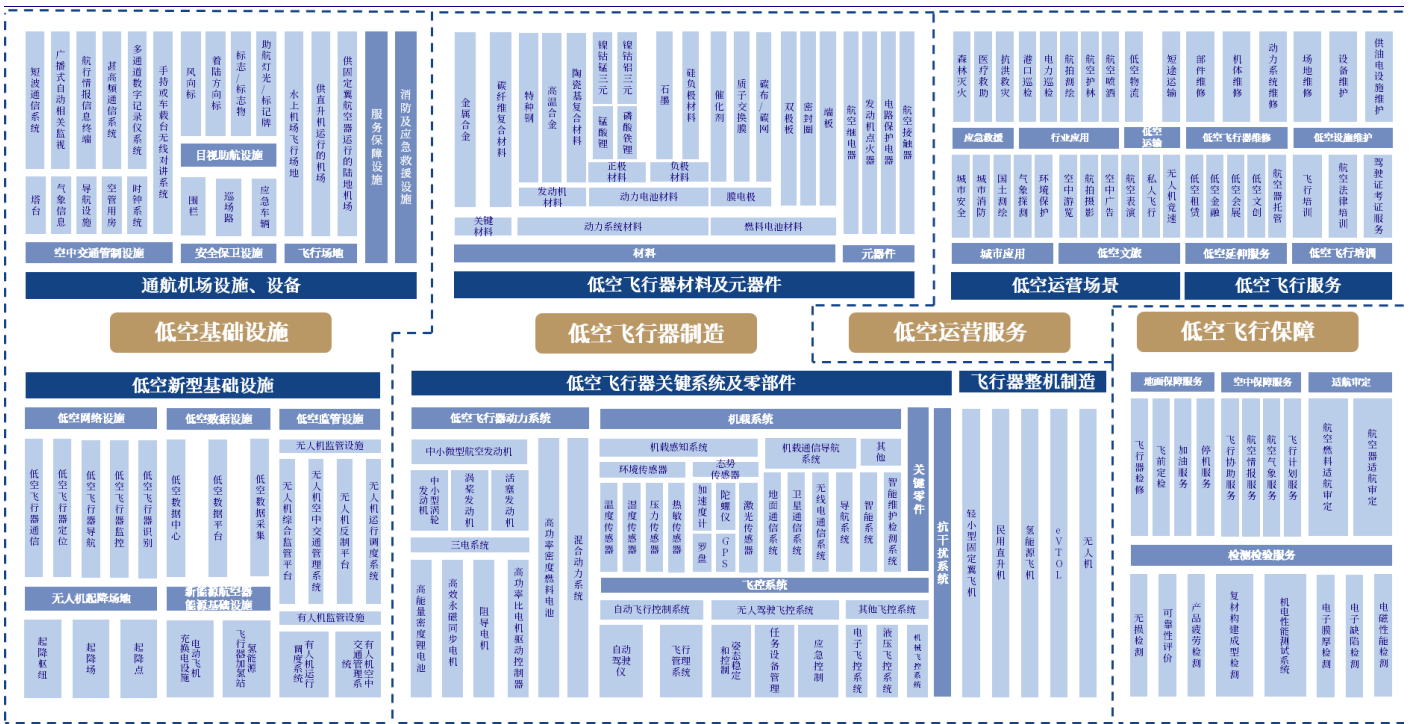 短波通信系统
广播式自动相关监视
航行情报信息终端
甚高频通信系统
多通道数字记录仪系统
手持或车载台无线对讲系统
塔台
气象信息
导航设施
空管用房
时钟系统
空中交通管制设施
风向标
着陆方向标
标志/标志物
助航灯光/标记牌
目视助航设施
围栏
巡场路
应急车辆
安全保卫设施
水上机场飞行场地
供直升机运行的机场
供固定翼航空器运行的陆地机场
飞行场地
服务保障设施
消防及应急救援设施
通航机场设施、设备
低空基础设施
低空新型基础设施
低空网络设施
低空飞行器通信
低空飞行器定位
低空飞行器导航
低空飞行器监控
低空飞行器识别
无人机起降场地
起降枢纽
起降场
起降点
低空数据设施
低空数据中心
低空数据平台
低空数据采集
新能源航空器
能源基础设施
电动飞机
充换电设施
氢能源
飞行器加氢站
低空监管设施
无人机监管设施
无人机综合监管平台
无人机空中交通管理系统
无人机反制平台
无人机运行调度系统
有人机监管设施
有人机运行
调度系统
有人机空中
交通管理系
统
金属合金
碳纤维复合材料
关键
材料
特种钢
高温合金
陶瓷基复合材料
发动机
材料
镍钴锰三元
镍钴铝三元
锰酸锂
磷酸铁锂
正极
材料
石墨
硅负极材料
负极
材料
动力电池材料
动力系统材料
催化剂
质子交换膜
碳布/碳网
膜电极
双极板
密封圈
端板
燃料电池材料
材料
航空继电器
发动机点火器
电路保护电器
航空接触器
元器件
低空飞行器材料及元器件
低空飞行器制造
低空飞行器关键系统及零部件
低空飞行器动力系统
中小微型航空发动机
中小型涡轮
发动机
涡桨发动机
活塞发动机
三电系统
高能量密度锂电池
高效永磁同步电机
阻导电机
高功率比电机驱动控制器
高功率密度燃料电池
混合动力系统
机载系统
机载感知系统
环境传感器
温度传感器
湿度传感器
压力传感器
热敏传感器
态势
传感器
加速度计
罗盘
陀螺仪
GPS
激光传感器
机载通信导航
系统
地面通信系统
卫星通信系统
无线电通信系统
导航系统
其
他
智能系统
智能维护检测系统
飞控系统
自动飞行控制系统
自动
驾驶仪
飞行
管理系统
无人驾驶飞控系统
姿态稳定
和控制
任务设备
管理
应急控制
其他飞控系统
电子飞控系统
液压飞控系统
机械飞控系统
关键零件
抗干扰系统
飞行器整机制造
轻小型固定翼飞机
民用直升机
氢能源飞机
eVTOL
无人机
森林灭火
医疗救助
抗洪救灾
应急救援
港口巡检
电力巡检
航拍测绘
航空护林
航空喷洒
行业应用
低空物流
短途运输
低空
运输
城市安全
城市消防
国土测绘
气象探测
环境保护
城市应用
空中游览
航拍摄影
空中广告
航空表演
私人飞行
无人机竞速
低空文旅
低空运营场景
部件维修
机体维修
动力系统维修
低空飞行器维修
场地维修
设备维护
供油电设施维护
低空设施维护
低空租赁
低空金融
低空会展
低空文创
航空器托管
低空延伸服务
飞行培训
航空法律培训
驾驶证考证服务
低空飞行培训
低空飞行服务
低空运营服务
低空飞行保障
地面保障服务
飞行器检修
飞前定检
加油服务
停机服务
空中保障服务
飞行协助服务
航空情报服务
航空气象服务
飞行计划服务
适航审定
航空燃料适航审定
航空器适航审定
检测检验服务
无损检测
可靠性评价
产品疲劳检测
复材构建成型检测
机电性能测试系统
电子膜厚检测
电子缺陷检测
电磁性能检测